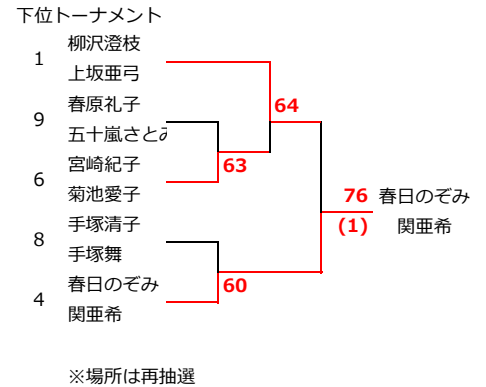 下位トーナメント
1 柳沢澄枝
上坂亜弓
64
9 春原礼子
五十嵐さとみ
63
6 宮崎紀子
菊池愛子
76 春日のぞみ
(1) 関亜希
8 手塚清子
手塚舞
60
4 春日のぞみ
関亜希
※場所は再抽選